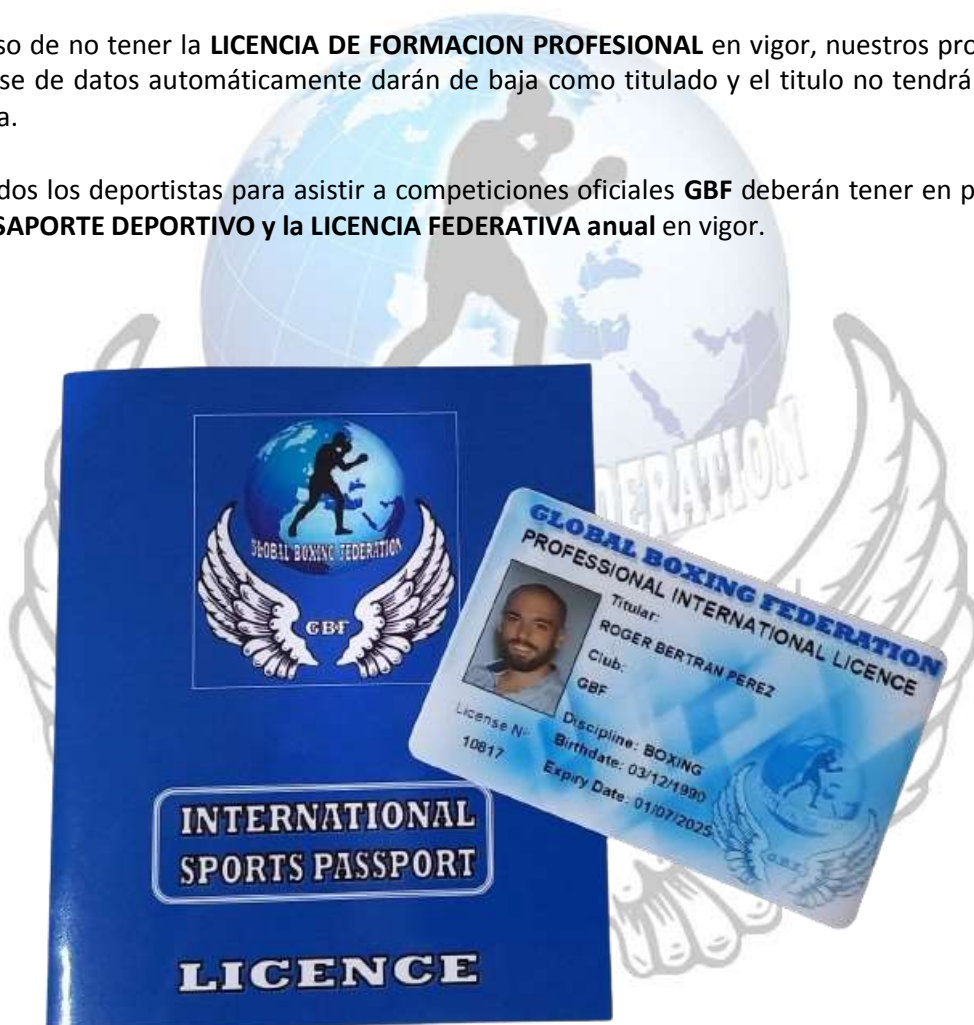 so de no tener la LICENCIA DE FORMACION PROFESIONAL en vigor, nuestros pro
se de datos automáticamente darán de baja como titulado y el titulo no tendrá
a.
dos los deportistas para asistir a competiciones oficiales GBF deberán tener en p
SAPORTE DEPORTIVO y la LICENCIA FEDERATIVA anual en vigor.
ERATION
GLOBAL BOXING FEDERATION
GBF
INTERNATIONAL
SPORTS PASSPORT
LICENCE
GLOBAL BOXING FEDERATION
PROFESSIONAL INTERNATIONAL LICENCE
Titular:
ROGER BERTRAN PEREZ
Club:
GBF
Discipline: BOXING
License Nº
Birthdate: 03/12/1990
10817
Expiry Date: 01/07/2025
G.B.F.